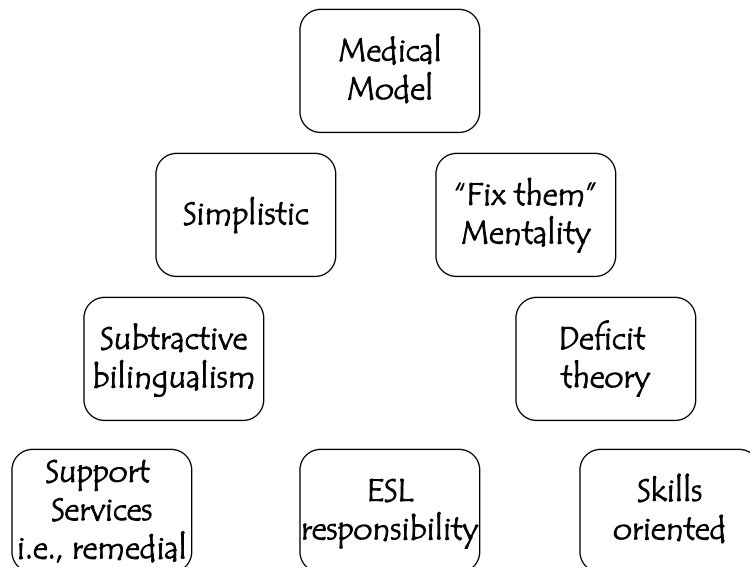 Medical
Model
Simplistic
"Fix them"
Mentality
Subtractive
bilingualism
Deficit
theory
Support
Services
i.e., remedial
ESL
responsibility
Skills
oriented